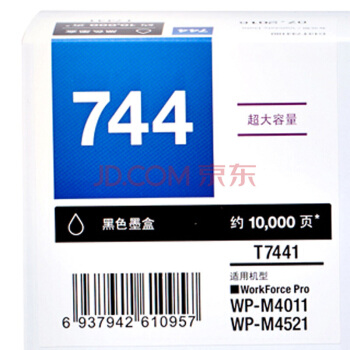 744
744
超大容量
JD.COM 京东
黑色墨盒
约 10,000 页*
T7441
适用机型
■WorkForce Pro
WP-M4011
WP-M4521
6 937942 610957